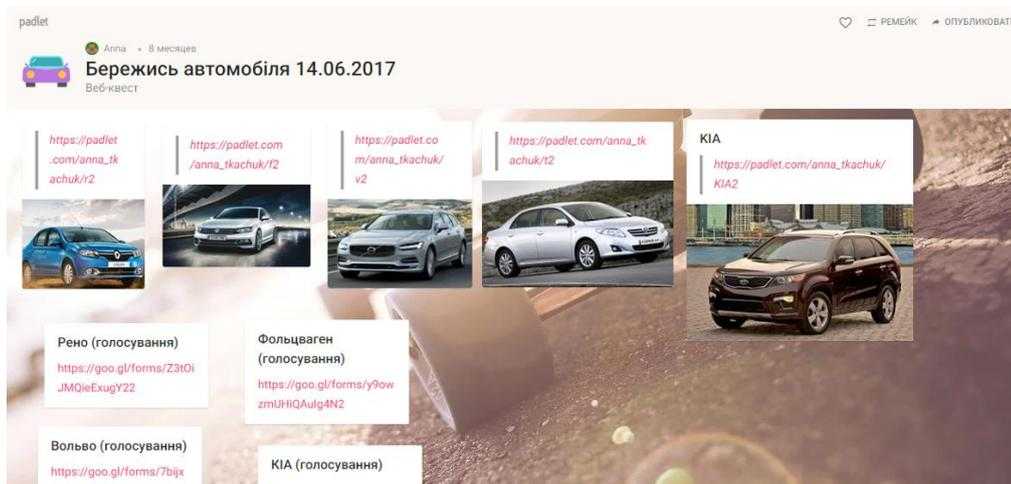 padlet
РЕМЕЙК
ОПУБЛИКОВАТ
Anna • 8 месяцев
Бережись автомобіля 14.06.2017
Веб-квест
https://padlet
.com/anna_tk
achuk/r2
https://padlet.com
/anna_tkachuk/f2
https://padlet.co
m/anna_tkachuk/
v2
https://padlet.com/anna_tk
achuk/t2
KIA
https://padlet.com/anna_tkachuk/
KIA2
Рено (голосування)
https://goo.gl/forms/Z3tOi
JMQieExugY22
Фольцваген
(голосування)
https://goo.gl/forms/y9ow
zmUHiQAuIg4N2
Вольво (голосування)
https://goo.gl/forms/7bijx
КІА (голосування)